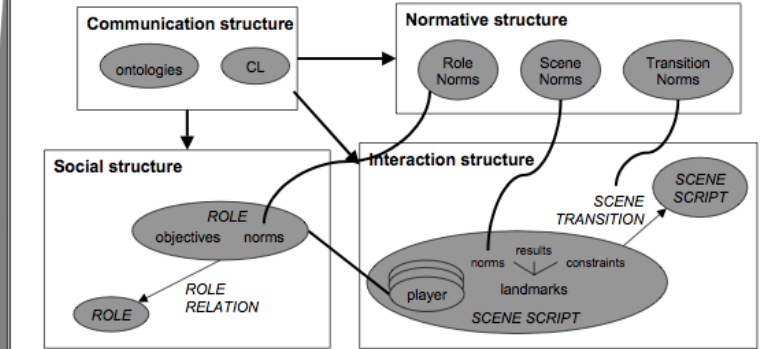 Communication structure
ontologies
CL
Normative structure
Role
Norms
Scene
Norms
Transition
Norms
Social structure
ROLE
objectives norms
ROLE
RELATION
ROLE
Interaction structure
SCENE
TRANSITION
SCENE
SCRIPT
results
norms constraints
landmarks
player
SCENE SCRIPT